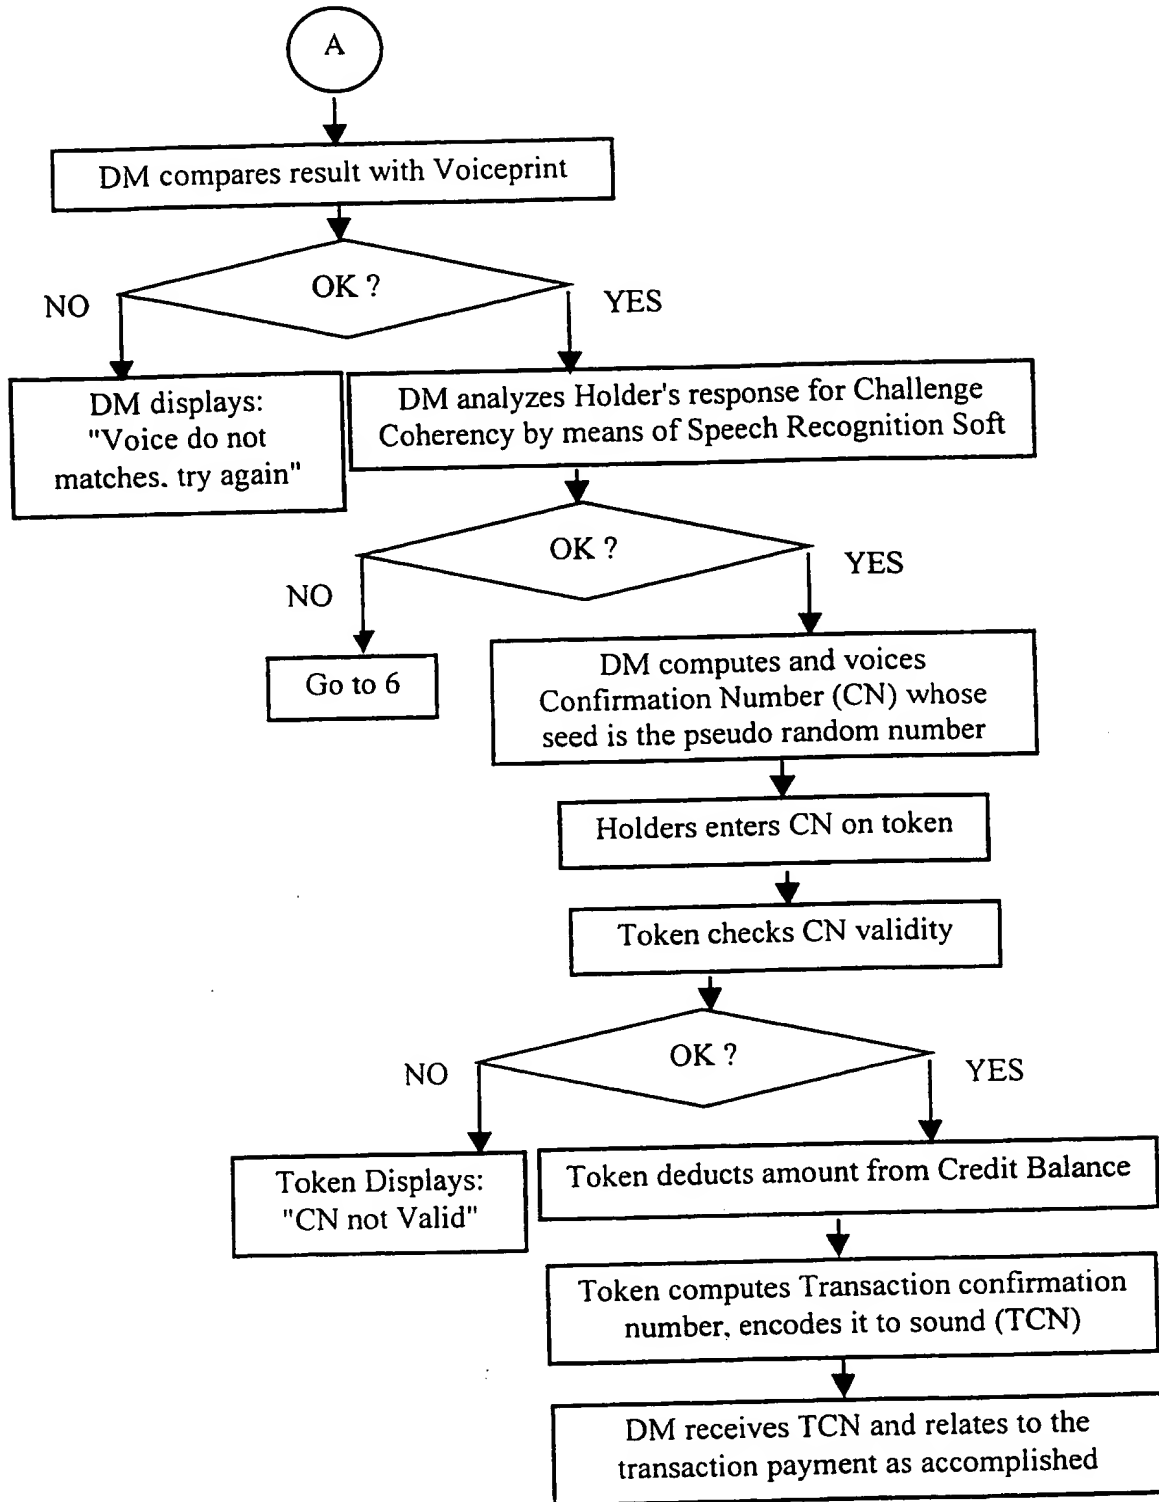 A
DM compares result with Voiceprint
OK ?
NO
YES
DM displays:
"Voice do not
matches. try again"
DM analyzes Holder's response for Challenge
Coherency by means of Speech Recognition Soft
OK ?
NO
YES
Go to 6
DM computes and voices
Confirmation Number (CN) whose
seed is the pseudo random number
Holders enters CN on token
Token checks CN validity
OK ?
NO
YES
Token Displays:
"CN not Valid"
Token deducts amount from Credit Balance
Token computes Transaction confirmation
number, encodes it to sound (TCN)
DM receives TCN and relates to the
transaction payment as accomplished